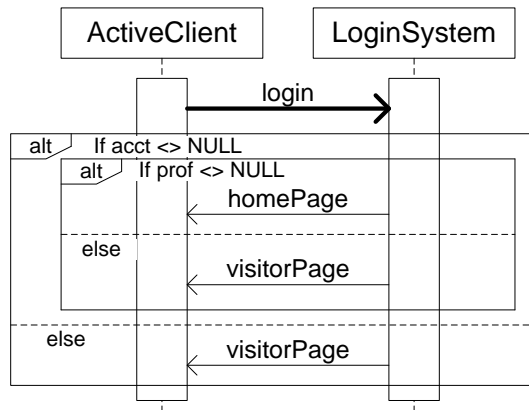 ActiveClient LoginSystem
login
alt If acct <> NULL
alt If prof <> NULL
homePage
else
visitorPage
else
visitorPage